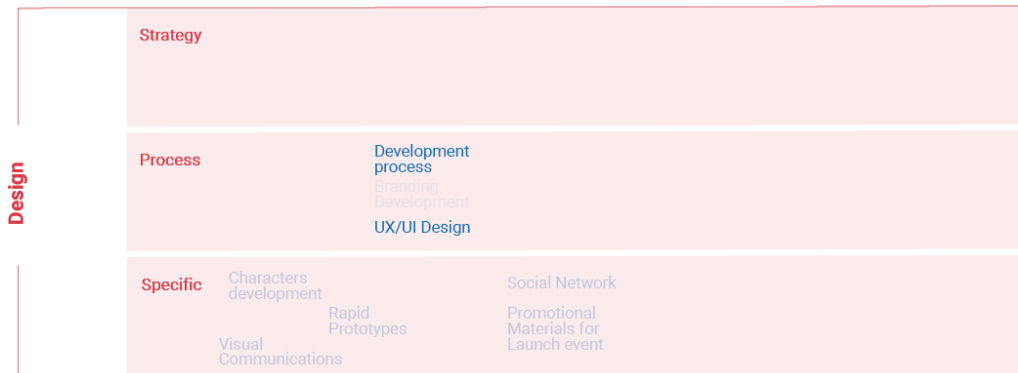 Design
Strategy
Process
Development
process
Branding
Development
UX/UI Design
Specific
Characters
development
Rapid
Prototypes
Visual
Communications
Social Network
Promotional
Materials for
Launch event